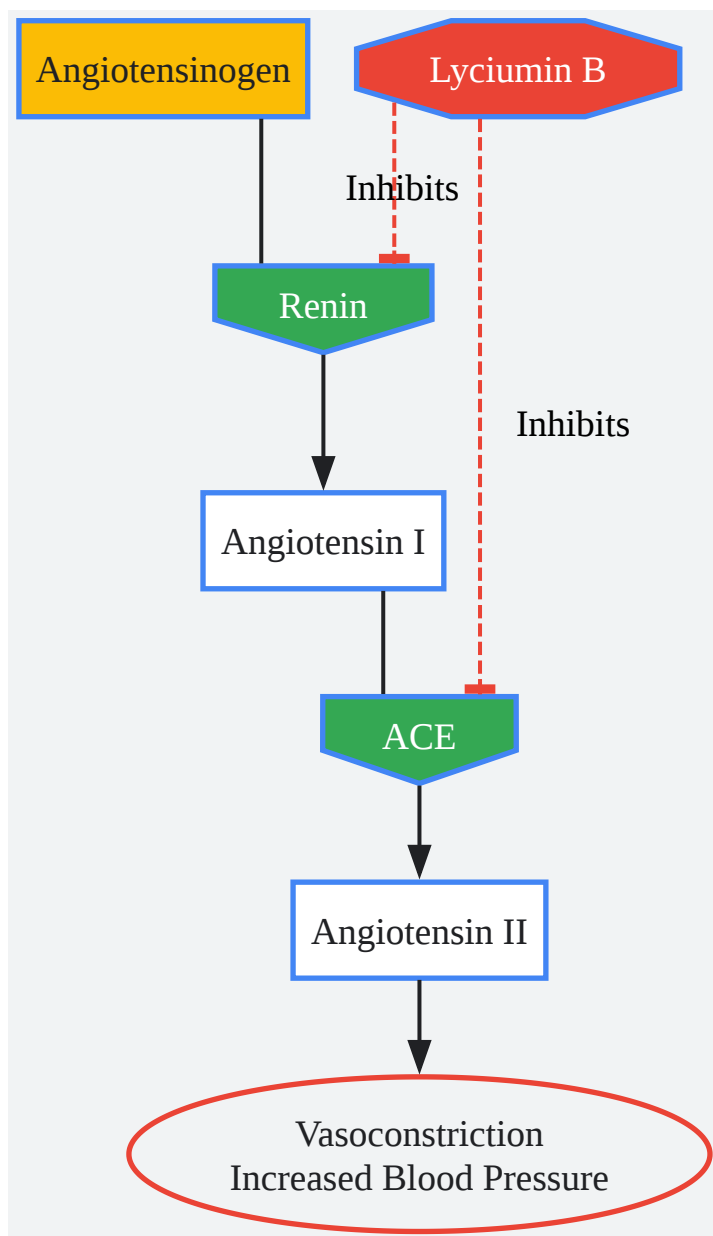 Angiotensinogen
Lyciumin B
Inhibits
Renin
Inhibits
Angiotensin I
ACE
Angiotensin II
Vasoconstriction
Increased Blood Pressure